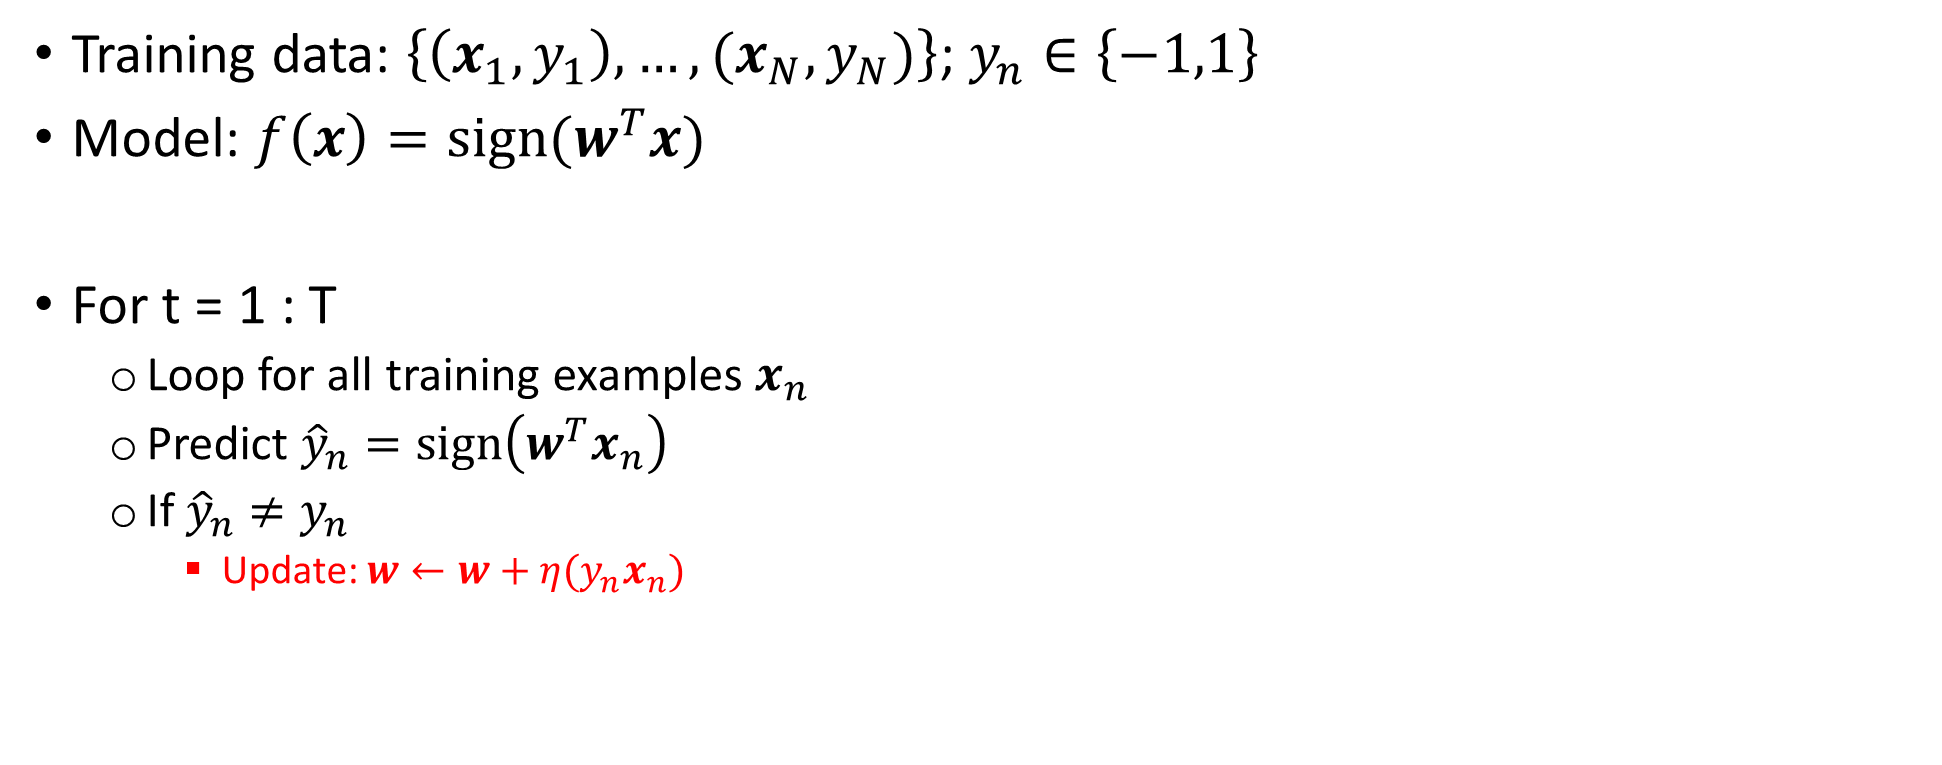 • Training data: {(𝒙₁, y₁), … , (𝒙_N, y_N)}; yₙ ∈ {−1,1}
• Model: f(𝒙) = sign(𝒘ᵀ𝒙)
• For t = 1 : T
○ Loop for all training examples 𝒙ₙ
○ Predict ŷₙ = sign(𝒘ᵀ𝒙ₙ)
○ If ŷₙ ≠ yₙ
▪ Update: 𝒘 ← 𝒘 + η(yₙ𝒙ₙ)